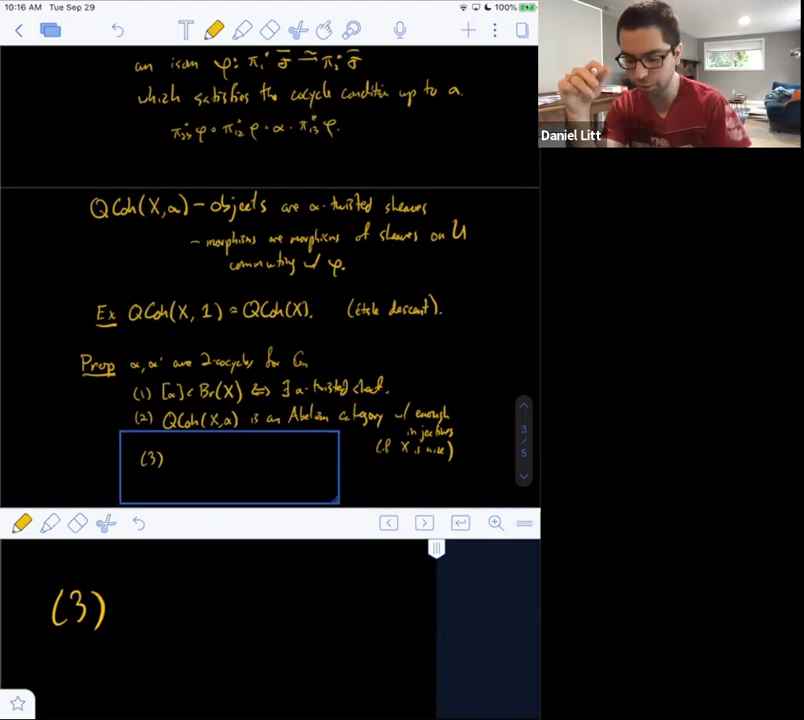 10:16 AM Tue Sep 29
100%
an isom φ: π₁* F ≅ π₂* F
which satisfies the cocycle condition up to α.
π₂₃* φ ∘ π₁₂* φ = α · π₁₃* φ.
QCoh(X,α) – objects are α-twisted sheaves
- morphisms are morphisms of sheaves on U
commuting w/ φ.
Ex QCoh(X, 1) = QCoh(X). (étale descent).
Prop α, α' are 2-cocycles for Gm
(1) [α] ∈ Br(X) <=> ∃ α-twisted
(2) QCoh(X,α) is an Abelian category w/ enough
injectives
(if X is nice)
(3)
3
/
5
(3)
Daniel Litt